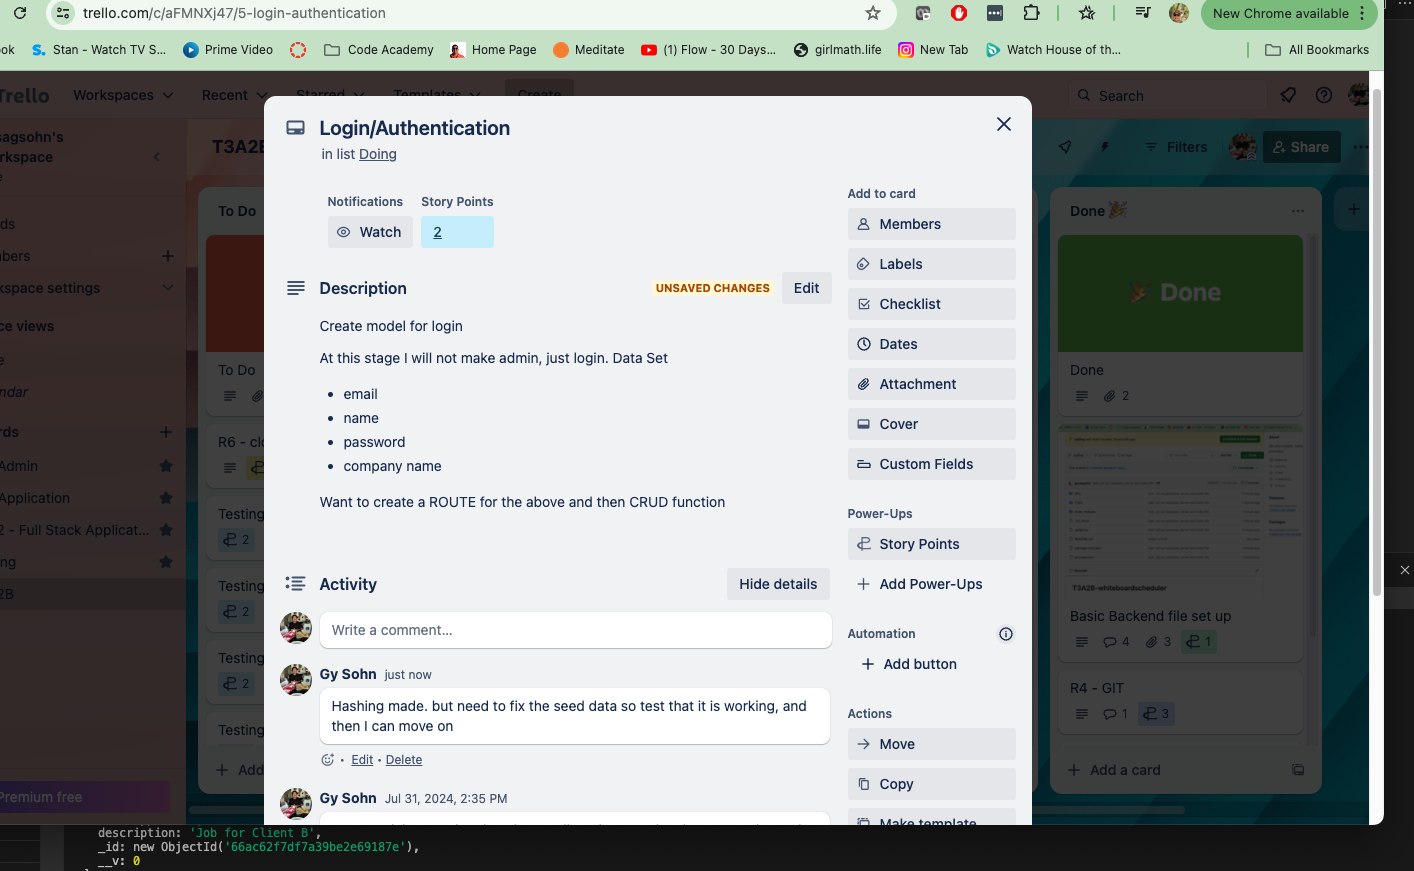 trello.com/c/aFMNXj47/5-login-authentication
New Chrome available
ok
Stan - Watch TV S...
Prime Video
Code Academy
Home Page
Meditate
(1) Flow - 30 Days...
girlmath.life
New Tab
Watch House of th...
All Bookmarks
Trello
Workspaces
Recent
Starred
Templates
Create
Search
sagsohn's
rkspace
T3A2B
Filters
Share
Login/Authentication
in list Doing
Notifications
Story Points
Watch
2
Description
UNSAVED CHANGES
Edit
Create model for login
At this stage I will not make admin, just login. Data Set
email
name
password
company name
Want to create a ROUTE for the above and then CRUD function
Activity
Hide details
Write a comment...
Gy Sohn just now
Hashing made. but need to fix the seed data so test that it is working, and
then I can move on
Edit • Delete
Gy Sohn Jul 31, 2024, 2:35 PM
Add to card
Members
Labels
Checklist
Dates
Attachment
Cover
Custom Fields
Power-Ups
Story Points
Add Power-Ups
Automation
Add button
Actions
Move
Copy
Make template
ds
bers
kspace settings
ce views
e
ndar
rds
Admin
Application
2 - Full Stack Applicat...
ng
2B
Premium free
To Do
To Do
R6 - cl
Testing
2
Testing
2
Testing
2
Testing
Add
Done
Done
Done
2
T3A2B-whiteboardscheduler
Basic Backend file set up
4
3
1
R4 - GIT
1
3
Add a card
description: 'Job for Client B',
_id: new ObjectId('66ac62f7df7a39be2e69187e'),
__v: 0